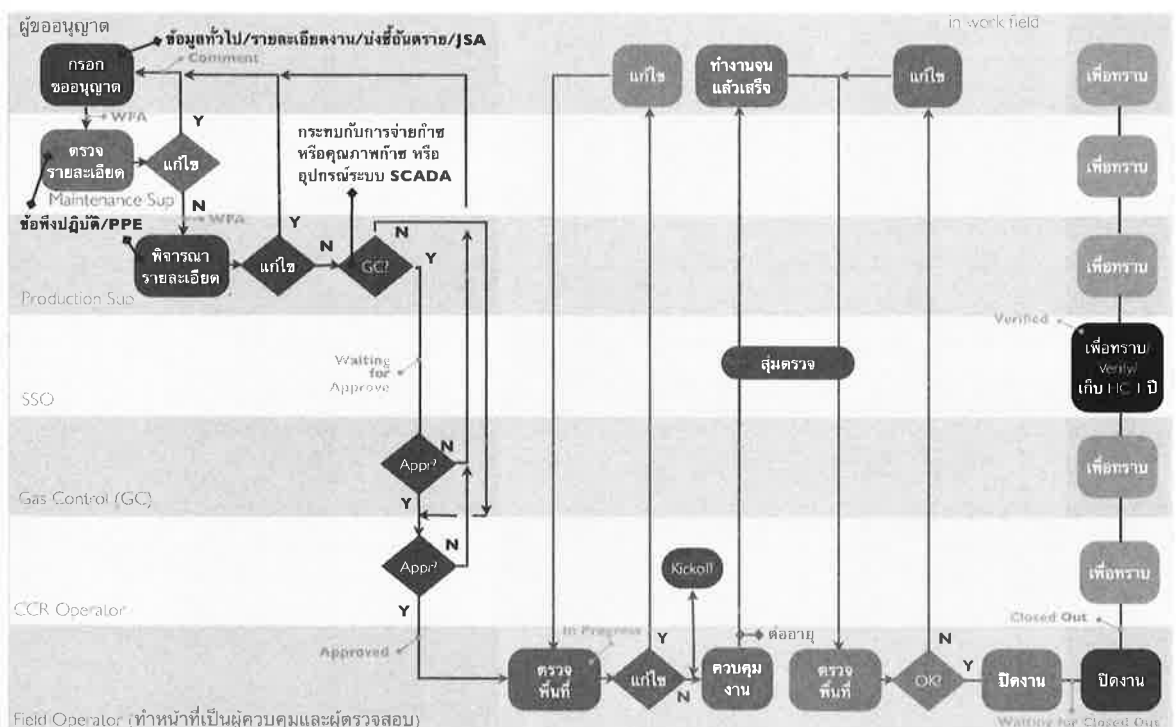 ผู้ขออนุญาต
in work field
ข้อมูลทั่วไป/รายละเอียดงาน/บ่งชี้อันตราย/JSA
Comment
กรอก
ขออนุญาต
แก้ไข
ทำงานจน
แล้วเสร็จ
แก้ไข
เพื่อทราบ
WFA
Y
ตรวจ
รายละเอียด
แก้ไข
กระทบกับการจ่ายก๊าซ
หรือคุณภาพก๊าซ หรือ
อุปกรณ์ระบบ SCADA
เพื่อทราบ
Maintenance Sup
N
WFA
ข้อพึงปฏิบัติ/PPE
พิจารณา
รายละเอียด
Y
แก้ไข
N
GC?
N
Y
เพื่อทราบ
Production Sup
Verified
Waiting
for
Approve
สุ่มตรวจ
เพื่อทราบ/
Verify/
เก็บ HC 1 ปี
SSO
Appr?
N
Y
เพื่อทราบ
Gas Control (GC)
Appr?
N
Y
Kickoff
เพื่อทราบ
CCR Operator
Closed Out
Approved
In Progress
ตรวจ
พื้นที่
Y
แก้ไข
N
ต่ออายุ
ควบคุม
งาน
ตรวจ
พื้นที่
N
OK?
Y
ปิดงาน
ปิดงาน
Waiting for Closed Out
Field Operator (ทำหน้าที่เป็นผู้ควบคุมและผู้ตรวจสอบ)